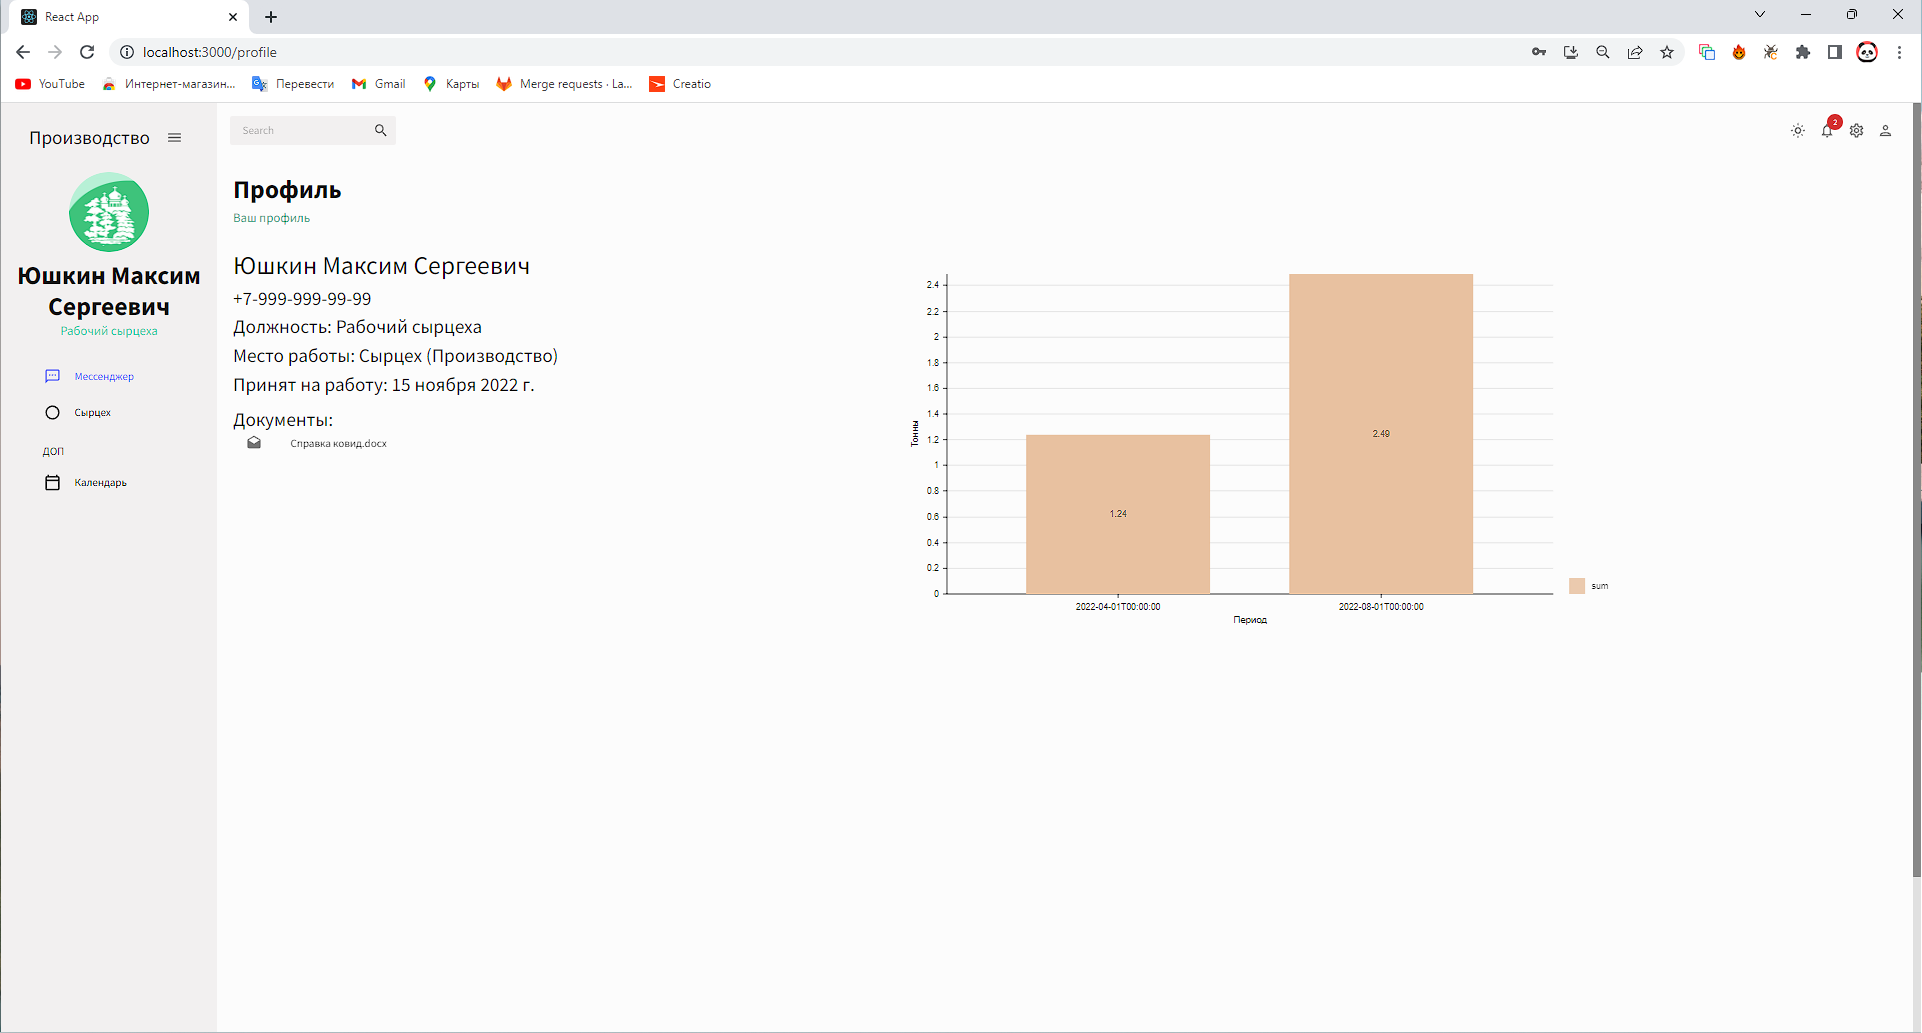 React App
localhost:3000/profile
YouTube
Интернет-магазин...
Перевести
Gmail
Карты
Merge requests · La...
Creatio
Производство
Search
2
Юшкин Максим
Сергеевич
Рабочий сырцеха
Мессенджер
Сырцех
ДОП
Календарь
Профиль
Ваш профиль
Юшкин Максим Сергеевич
+7-999-999-99-99
Должность: Рабочий сырцеха
Место работы: Сырцех (Производство)
Принят на работу: 15 ноября 2022 г.
Документы:
Справка ковид.docx
Тонны
2.4
2.2
2
1.8
1.6
1.4
1.2
1
0.8
0.6
0.4
0.2
0
1.24
2.49
2022-04-01T00:00:00
2022-08-01T00:00:00
Период
sum